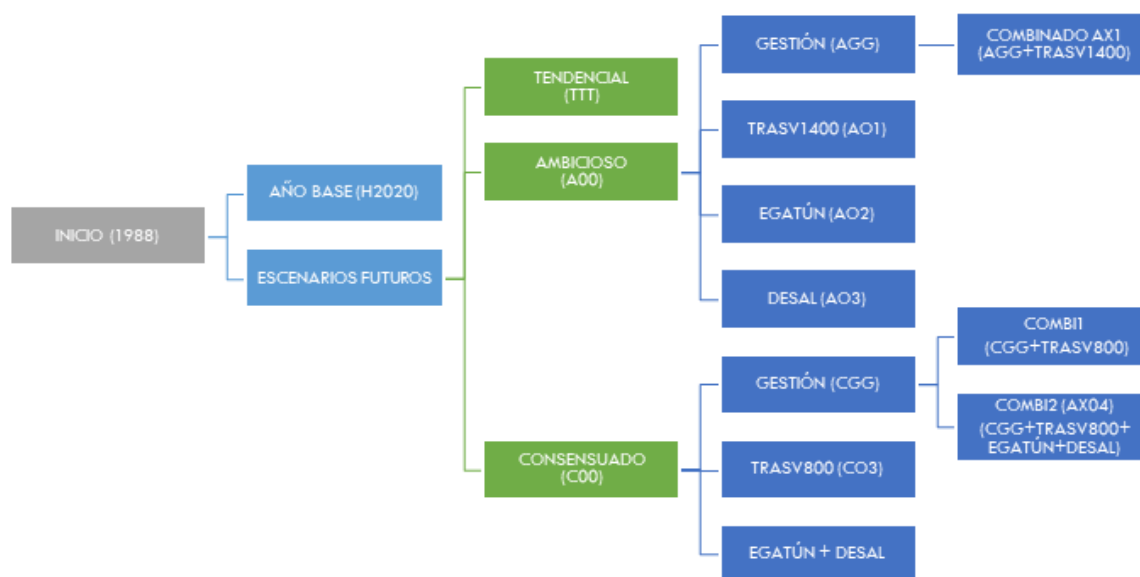 INICIO (1988)
AÑO BASE (H2020)
ESCENARIOS FUTUROS
TENDENCIAL
(TTT)
AMBICIOSO
(A00)
CONSENSUADO
(C00)
GESTIÓN (AGG)
TRASV1400 (AO1)
EGATÚN (AO2)
DESAL (AO3)
GESTIÓN (CGG)
TRASV800 (CO3)
EGATÚN + DESAL
COMBINADO AX1
(AGG+TRASV1400)
COMBI1
(CGG+TRASV800)
COMBI2 (AX04)
(CGG+TRASV800+
EGATÚN+DESAL)